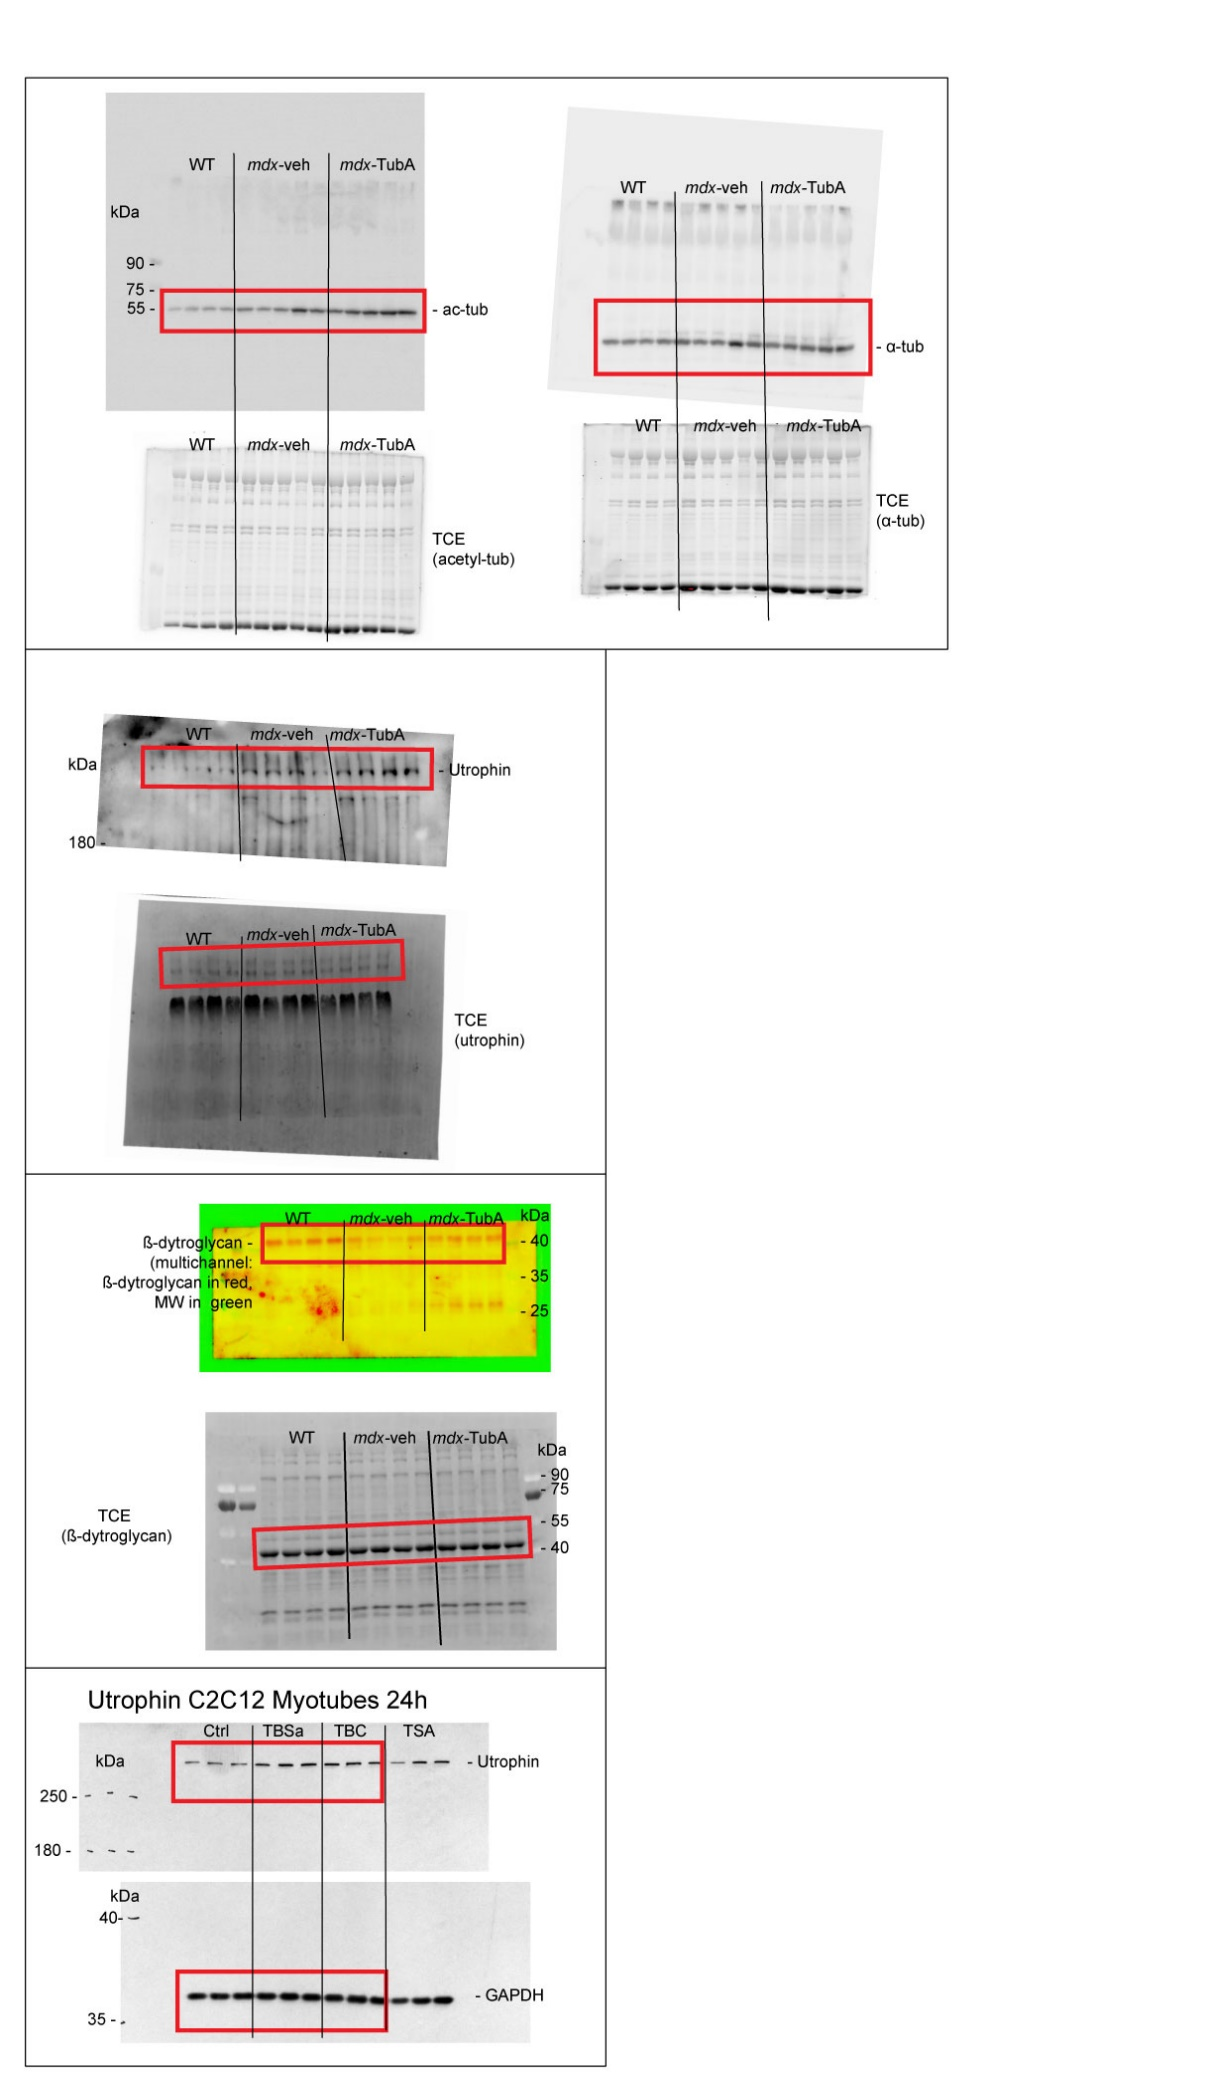 WT mdx-veh mdx-TubA
kDa
90 -
75 -
55 -
- ac-tub
WT mdx-veh mdx-TubA
- α-tub
WT mdx-veh mdx-TubA
TCE
(acetyl-tub)
WT mdx-veh mdx-TubA
TCE
(α-tub)
WT mdx-veh mdx-TubA
kDa
- Utrophin
180 -
WT mdx-veh mdx-TubA
TCE
(utrophin)
WT mdx-veh mdx-TubA
kDa
ß-dytroglycan -
(multichannel:
ß-dytroglycan in red,
MW in green
- 40
- 35
- 25
WT mdx-veh mdx-TubA
kDa
- 90
- 75
- 55
- 40
TCE
(ß-dytroglycan)
Utrophin C2C12 Myotubes 24h
Ctrl TBSa TBC TSA
kDa
- Utrophin
250 -
180 -
kDa
40-
- GAPDH
35 -